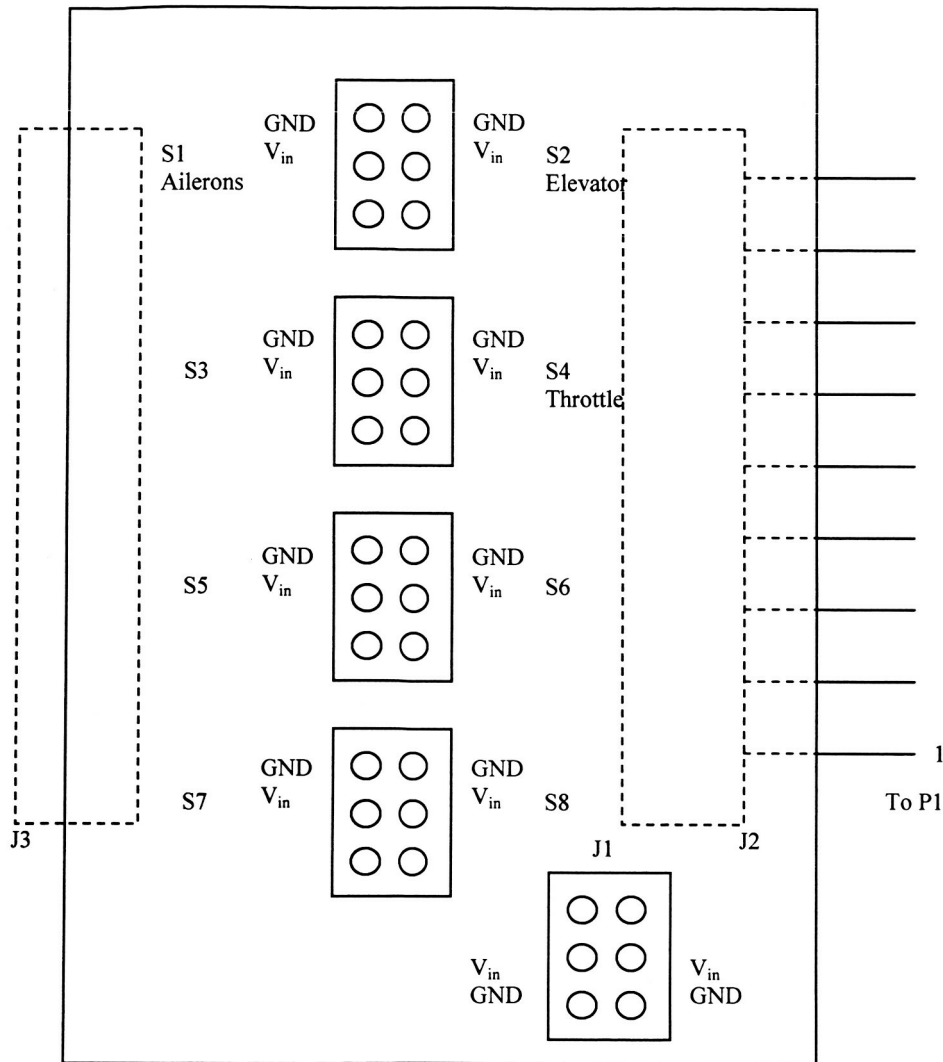 GND
V_in
S1
Ailerons
GND
V_in
S2
Elevator
GND
V_in
S3
GND
V_in
S4
Throttle
GND
V_in
S5
GND
V_in
S6
GND
V_in
S7
GND
V_in
S8
1
To P1
J3
J1
J2
V_in
GND
V_in
GND